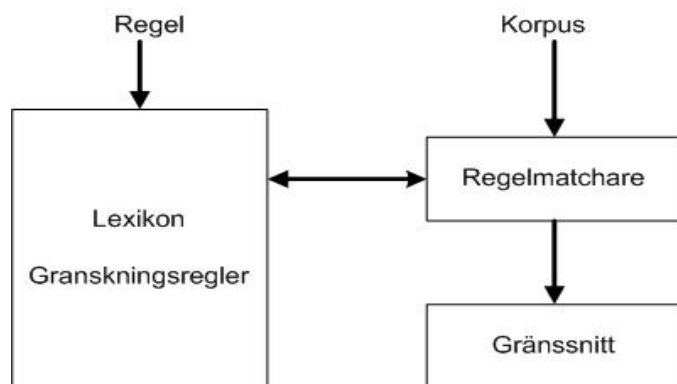 Regel
Korpus
Lexikon
Granskningsregler
Regelmatchare
Gränssnitt